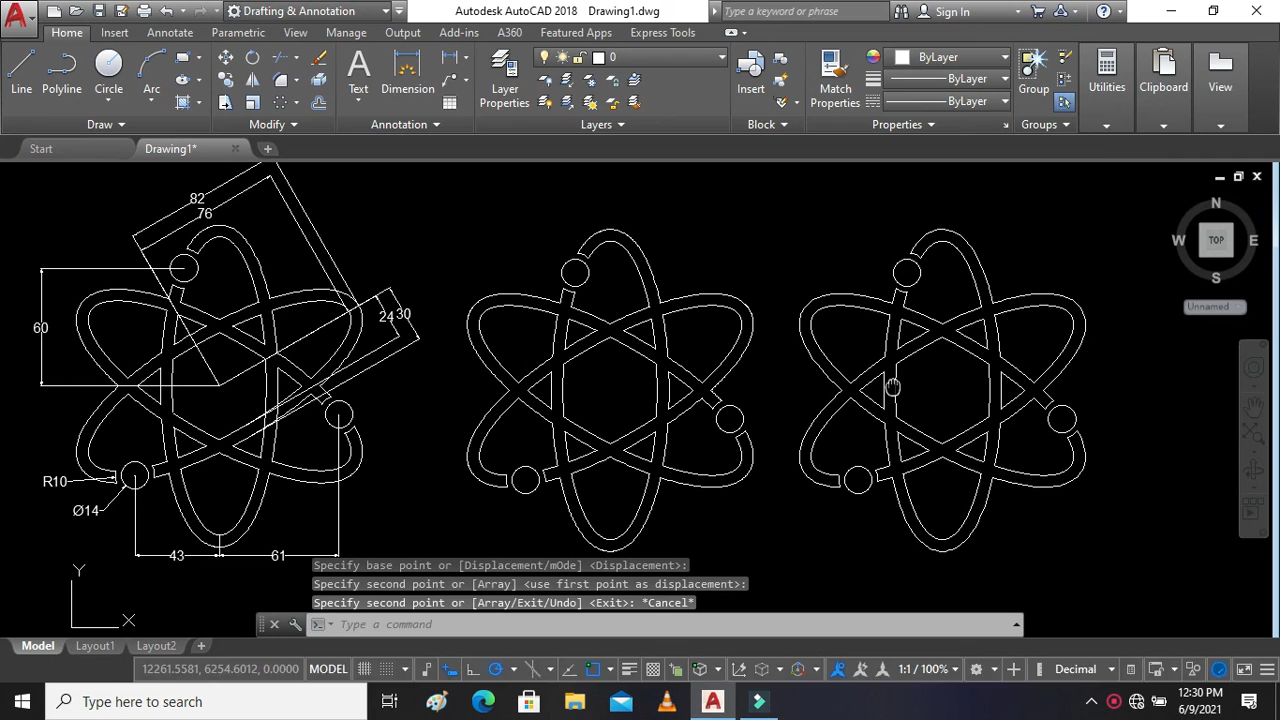 Drafting & Annotation
Autodesk AutoCAD 2018 Drawing1.dwg
Type a keyword or phrase
Sign In
Home Insert Annotate Parametric View Manage Output Add-ins A360 Featured Apps Express Tools
0
ByLayer
ByLayer
ByLayer
Line Polyline Circle Arc
Text Dimension
Layer Properties
Insert
Match Properties
Group
Utilities
Clipboard
View
Draw Modify Annotation Layers Block Properties Groups
Start Drawing1*
N
W TOP E
S
Unnamed
82
76
60
24 30
R10
Ø14
43 61
Y
X
Specify base point or [Displacement/mOde] <Displacement>:
Specify second point or [Array] <use first point as displacement>:
Specify second point or [Array/Exit/Undo] <Exit>: *Cancel*
Type a command
Model Layout1 Layout2
12261.5581, 6254.6012, 0.0000 MODEL 1:1 / 100% Decimal
Type here to search
12:30 PM
6/9/2021